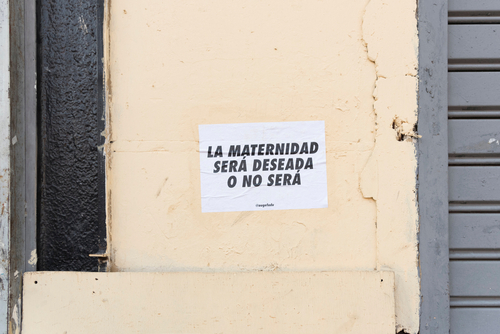 LA MATERNIDAD
SERÁ DESEADA
O NO SERÁ